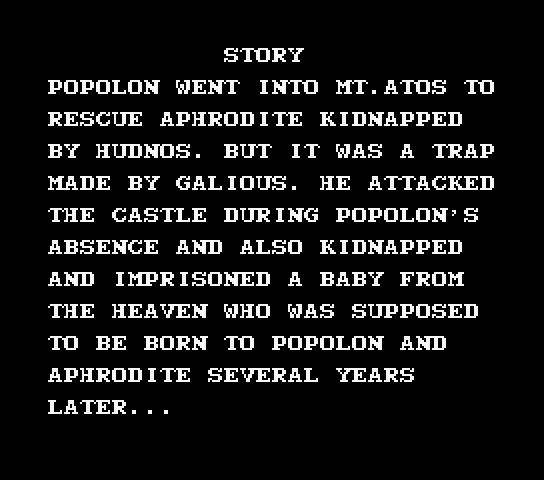 STORY
POPOLON WENT INTO MT.ATOS TO
RESCUE APHRODITE KIDNAPPED
BY HUDNOS. BUT IT WAS A TRAP
MADE BY GALIOUS. HE ATTACKED
THE CASTLE DURING POPOLON'S
ABSENCE AND ALSO KIDNAPPED
AND IMPRISONED A BABY FROM
THE HEAVEN WHO WAS SUPPOSED
TO BE BORN TO POPOLON AND
APHRODITE SEVERAL YEARS
LATER...